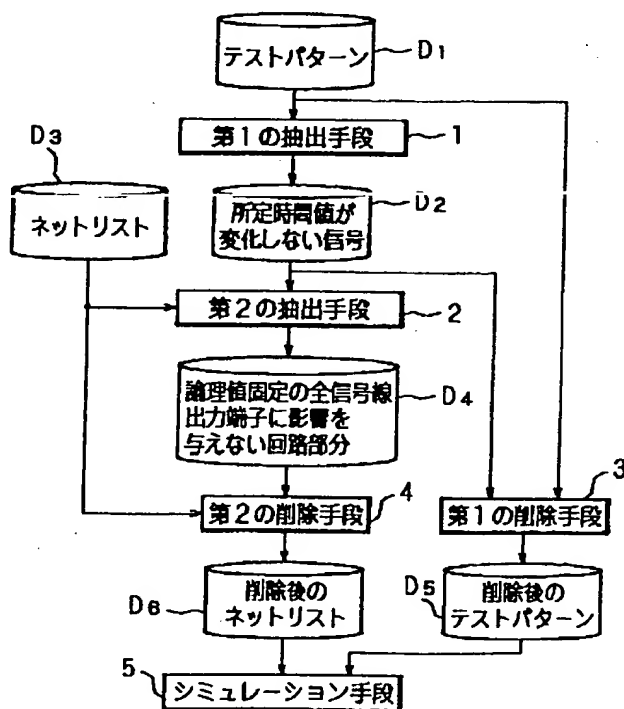 テストパターン
D1
第1の抽出手段
1
D3
ネットリスト
所定時間値が
変化しない信号
D2
第2の抽出手段
2
論理値固定の全信号線
出力端子に影響を
与えない回路部分
D4
第2の削除手段
4
第1の削除手段
3
削除後の
ネットリスト
D6
削除後の
テストパターン
D5
シミュレーション手段
5